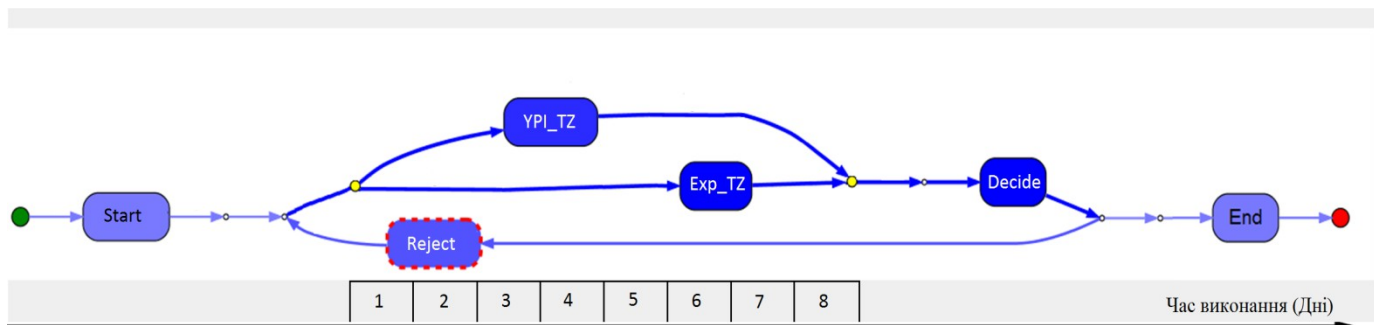 YPI_TZ
Exp_TZ
Decide
Start
End
Reject
1 2 3 4 5 6 7 8
Час виконання (Дні)